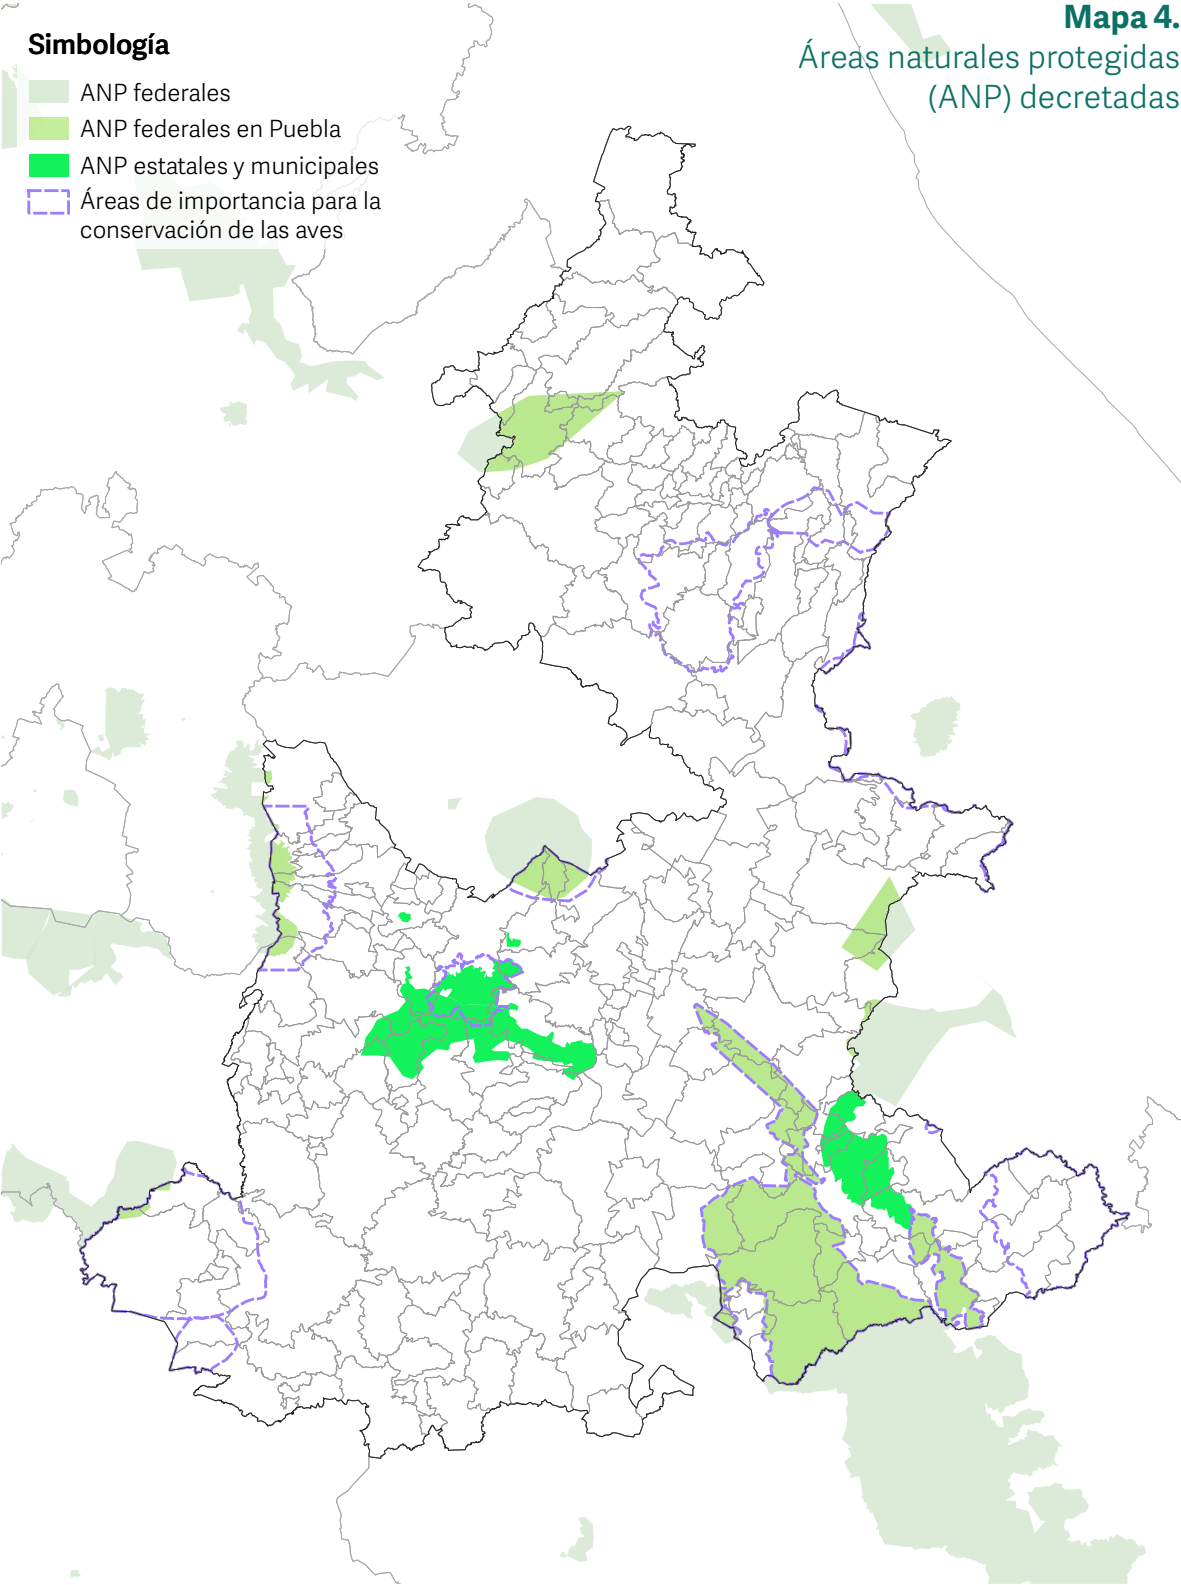 Mapa 4.
Áreas naturales protegidas
(ANP) decretadas
Simbología
ANP federales
ANP federales en Puebla
ANP estatales y municipales
Áreas de importancia para la
conservación de las aves